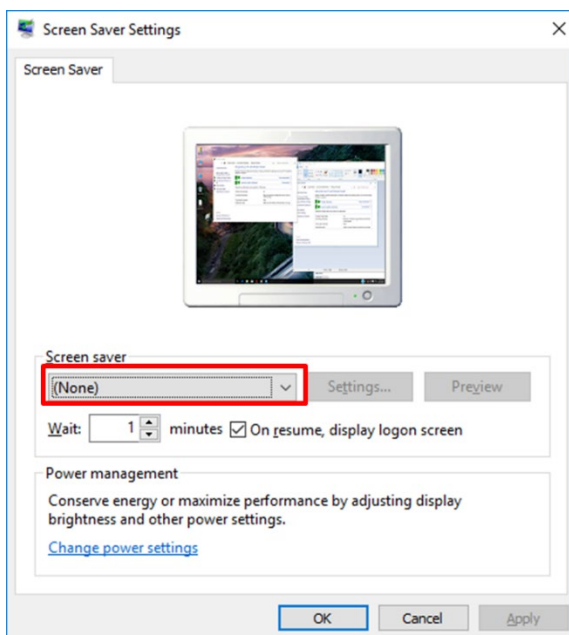 Screen Saver Settings
Screen Saver
Screen saver
(None)
Settings...
Preview
Wait: 1 minutes On resume, display logon screen
Power management
Conserve energy or maximize performance by adjusting display
brightness and other power settings.
Change power settings
OK Cancel Apply